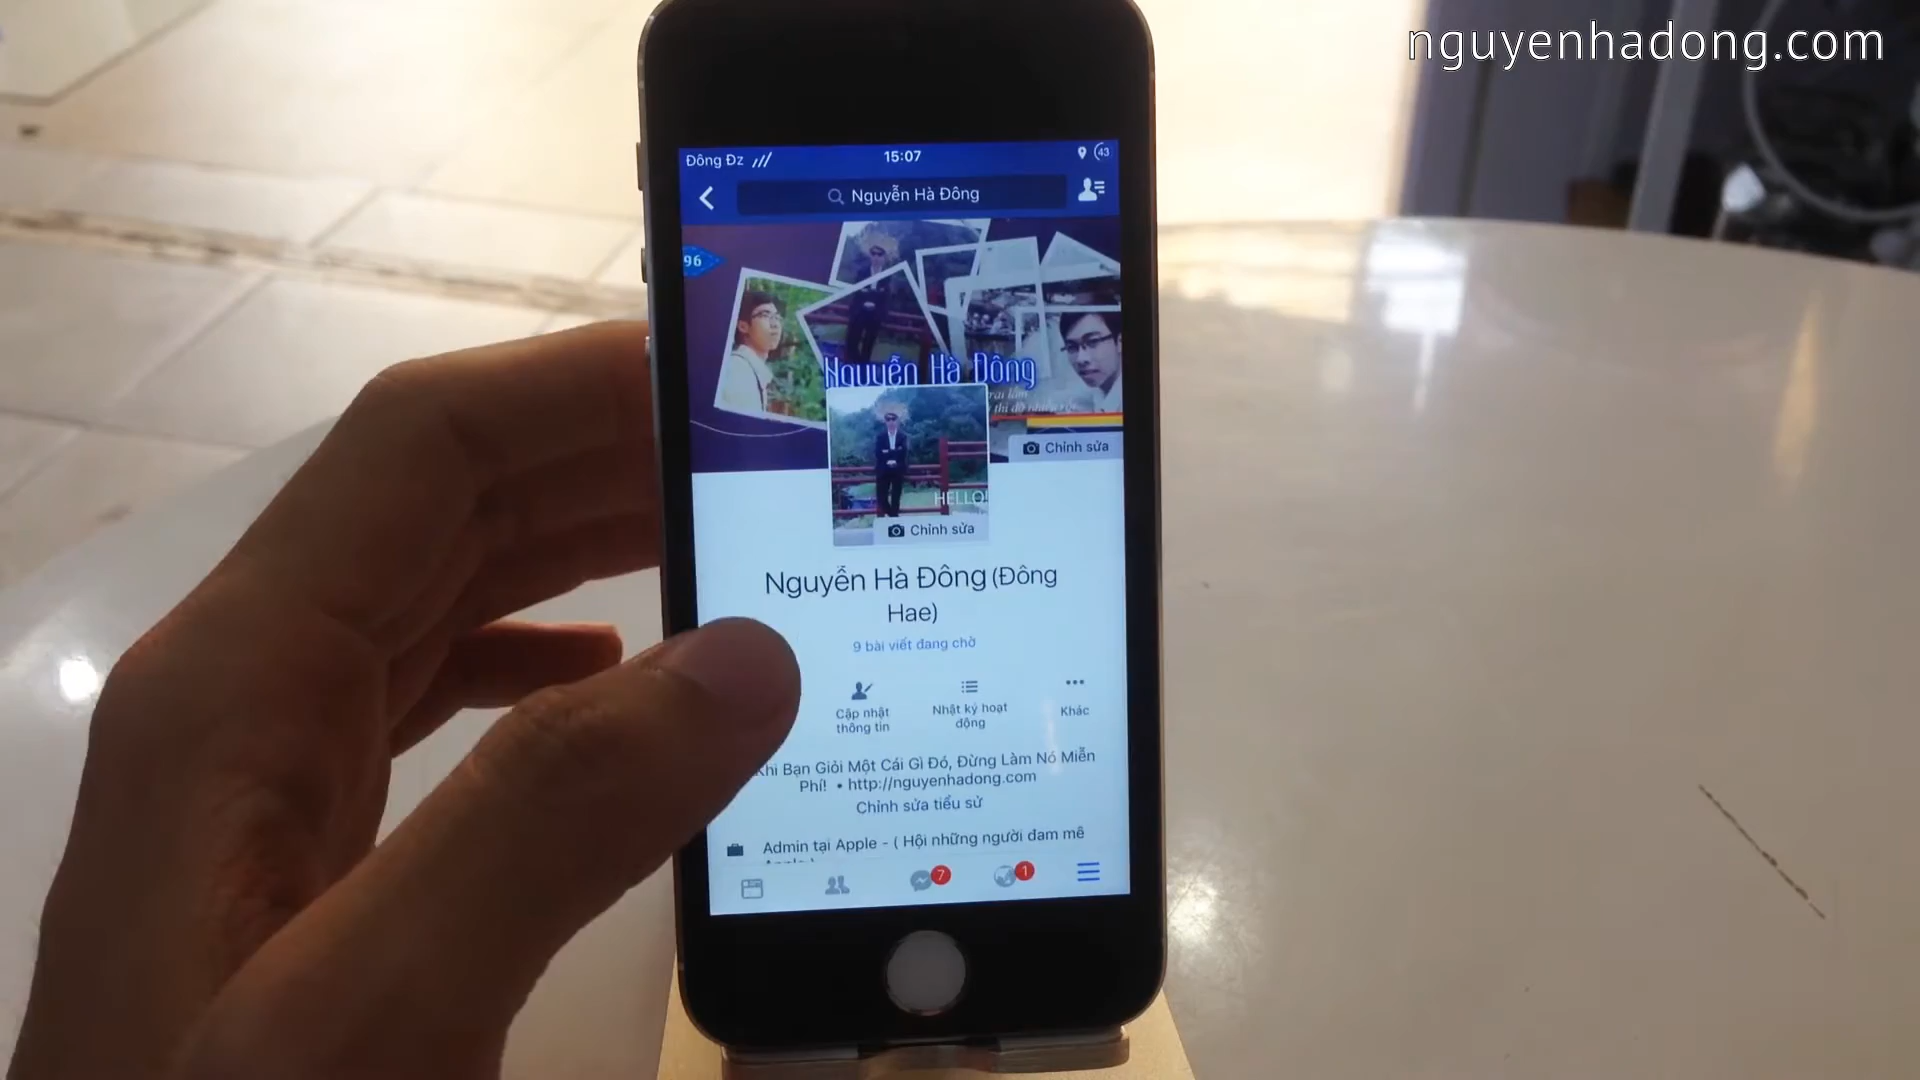 nguyenhadong.com
Đông Đz
15:07
43
Nguyễn Hà Đông
96
Nguyễn Hà Đông
Chỉnh sửa
HELLO!
Chỉnh sửa
Nguyễn Hà Đông (Đông
Hae)
9 bài viết đang chờ
Cập nhật
thông tin
Nhật ký hoạt
động
Khác
Khi Bạn Giỏi Một Cái Gì Đó, Đừng Làm Nó Miễn
Phí! • http://nguyenhadong.com
Chỉnh sửa tiểu sử
Admin tại Apple - ( Hội những người đam mê
7
1